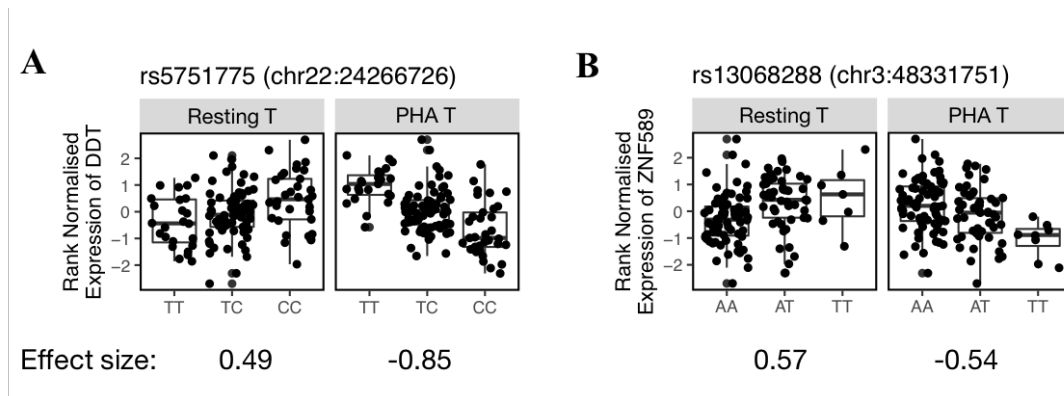 A
rs5751775 (chr22:24266726)
Resting T
PHA T
Rank Normalised
Expression of DDT
2
1
0
−1
−2
TT
TC
CC
TT
TC
CC
Effect size:
0.49
-0.85
B
rs13068288 (chr3:48331751)
Resting T
PHA T
Rank Normalised
Expression of ZNF589
2
1
0
−1
−2
AA
AT
TT
AA
AT
TT
0.57
-0.54